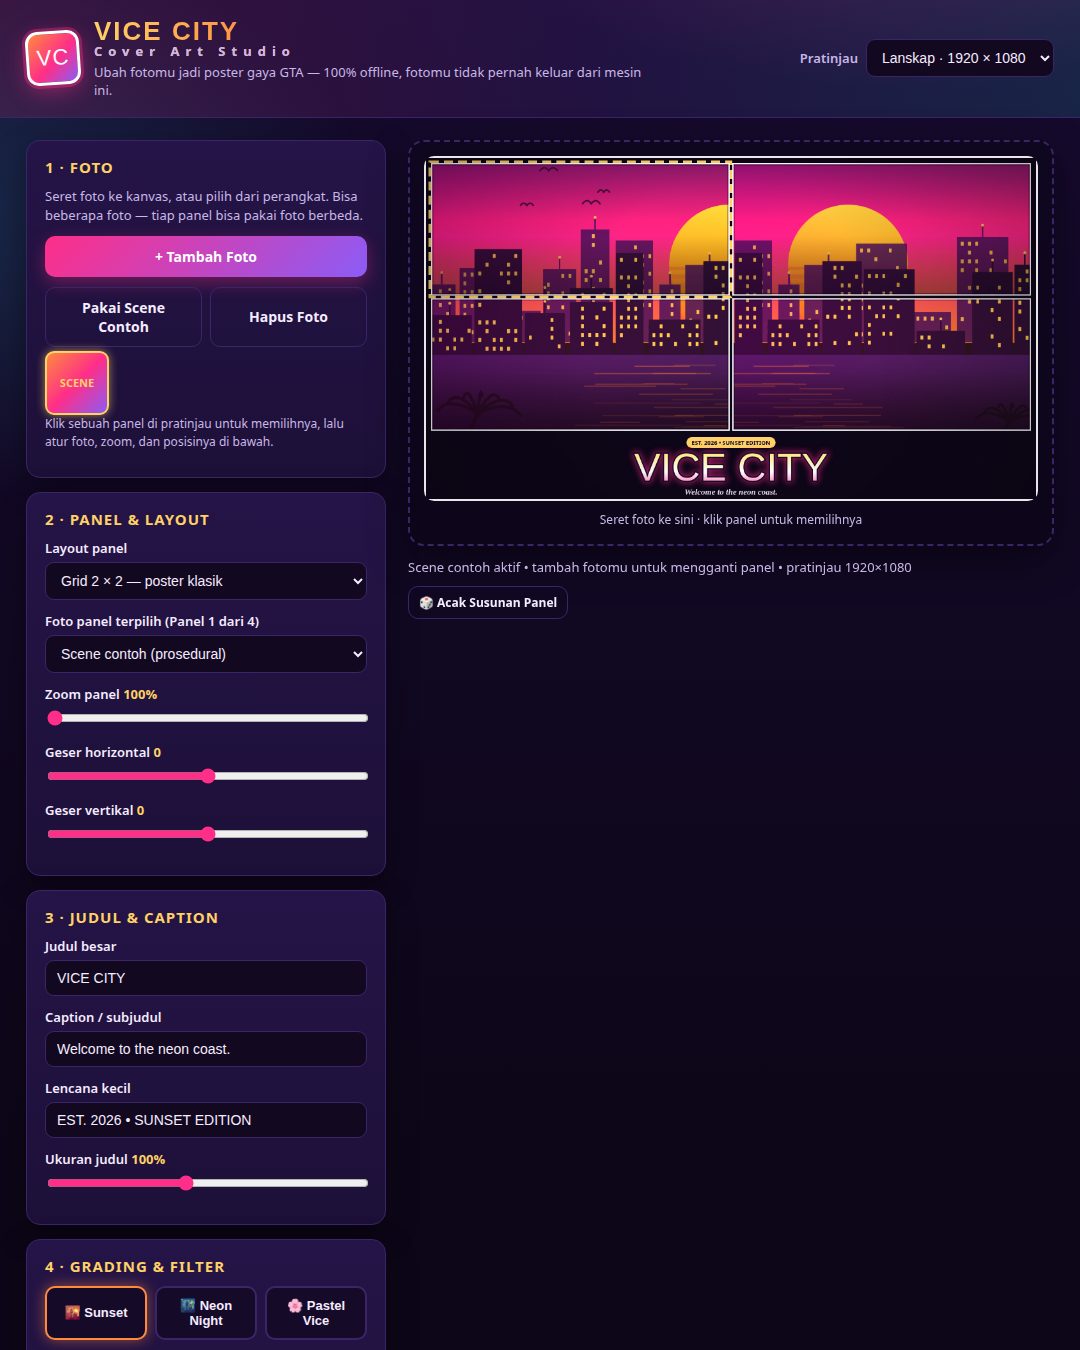 VC
VICE CITY
Cover Art Studio
Ubah fotomu jadi poster gaya GTA — 100% offline, fotomu tidak pernah keluar dari mesin
ini.
Pratinjau
Lanskap · 1920 × 1080
1 · FOTO
Seret foto ke kanvas, atau pilih dari perangkat. Bisa
beberapa foto — tiap panel bisa pakai foto berbeda.
+ Tambah Foto
Pakai Scene
Contoh
Hapus Foto
SCENE
Klik sebuah panel di pratinjau untuk memilihnya, lalu
atur foto, zoom, dan posisinya di bawah.
2 · PANEL & LAYOUT
Layout panel
Grid 2 × 2 — poster klasik
Foto panel terpilih (Panel 1 dari 4)
Scene contoh (prosedural)
Zoom panel 100%
Geser horizontal 0
Geser vertikal 0
3 · JUDUL & CAPTION
Judul besar
VICE CITY
Caption / subjudul
Welcome to the neon coast.
Lencana kecil
EST. 2026 • SUNSET EDITION
Ukuran judul 100%
4 · GRADING & FILTER
🌇 Sunset
🌃 Neon
Night
🌸 Pastel
Vice
EST. 2026 • SUNSET EDITION
VICE CITY
Welcome to the neon coast.
Seret foto ke sini · klik panel untuk memilihnya
Scene contoh aktif • tambah fotomu untuk mengganti panel • pratinjau 1920×1080
🎲 Acak Susunan Panel